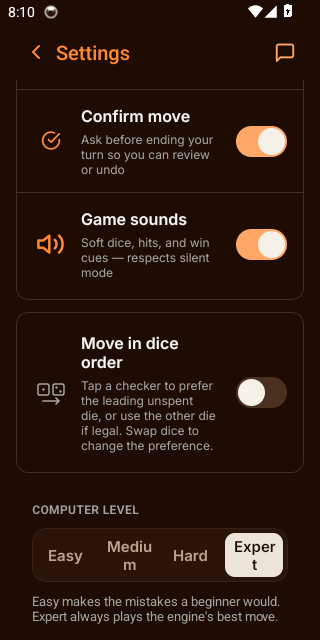 8:10
Settings
Confirm move
Ask before ending your
turn so you can review
or undo
Game sounds
Soft dice, hits, and win
cues — respects silent
mode
Move in dice
order
Tap a checker to prefer
the leading unspent
die, or use the other die
if legal. Swap dice to
change the preference.
COMPUTER LEVEL
Easy
Mediu
m
Hard
Exper
t
Easy makes the mistakes a beginner would.
Expert always plays the engine's best move.